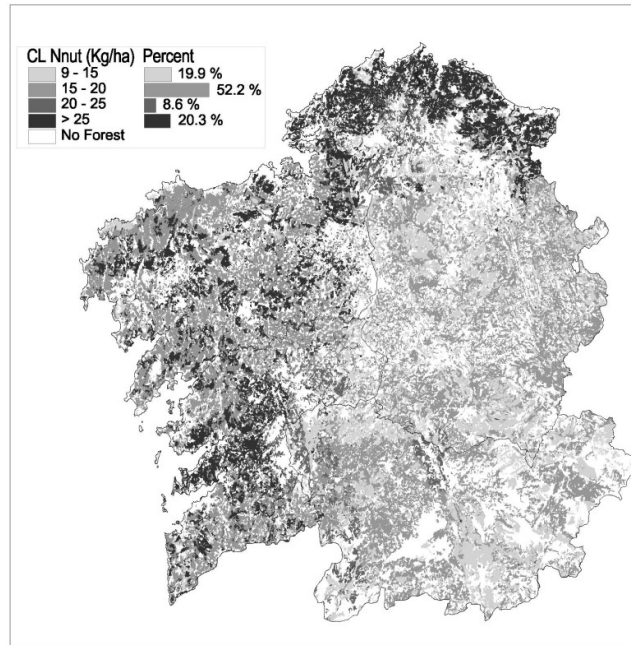 CL Nnut (Kg/ha) Percent
9 - 15 19.9 %
15 - 20 52.2 %
20 - 25 8.6 %
> 25 20.3 %
No Forest